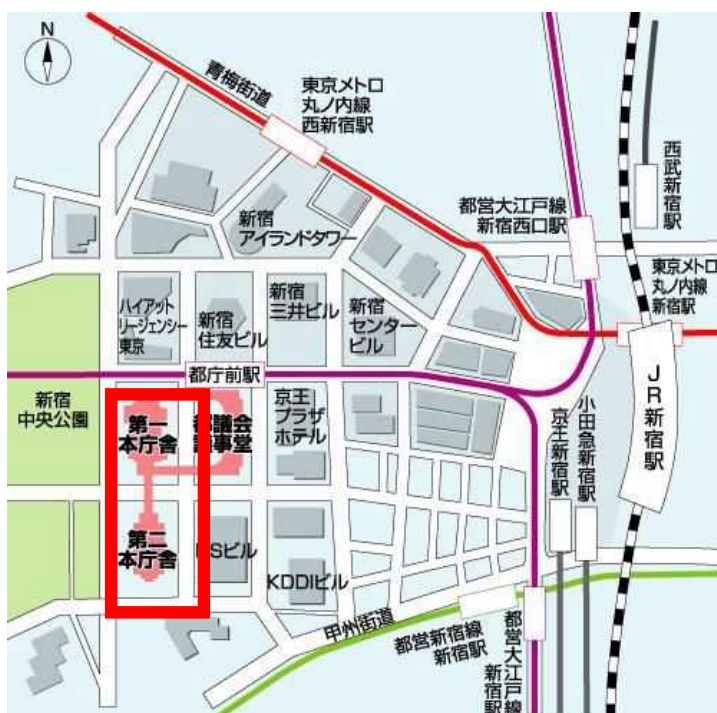 N
青梅街道
東京メトロ
丸ノ内線
西新宿駅
西武新宿駅
都営大江戸線
新宿西口駅
新宿
アイランドタワー
東京メトロ
丸ノ内線
新宿駅
ハイアット
リージェンシー
東京
新宿
住友ビル
新宿
三井ビル
新宿
センター
ビル
都庁前駅
JR新宿駅
新宿
中央公園
第一
本庁舎
都議会
議事堂
京王
プラザ
ホテル
小田急新宿駅
京王新宿駅
第二
本庁舎
Sビル
KDDIビル
甲州街道
都営新宿線
新宿駅
都営大江戸線
新宿駅